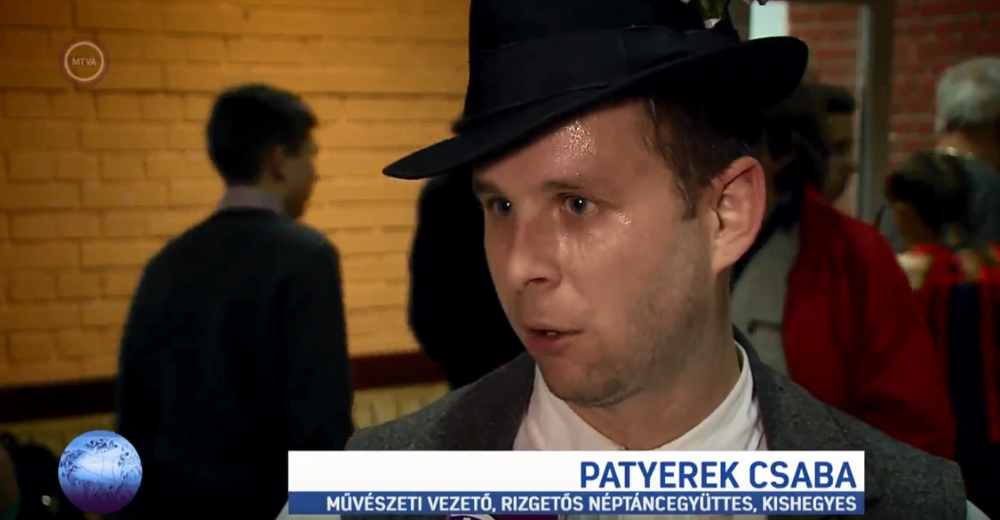 MTVA
PATYEREK CSABA
MŰVÉSZETI VEZETŐ, RIZGETŐS NÉPTÁNCEGYÜTTES, KISHEGYES